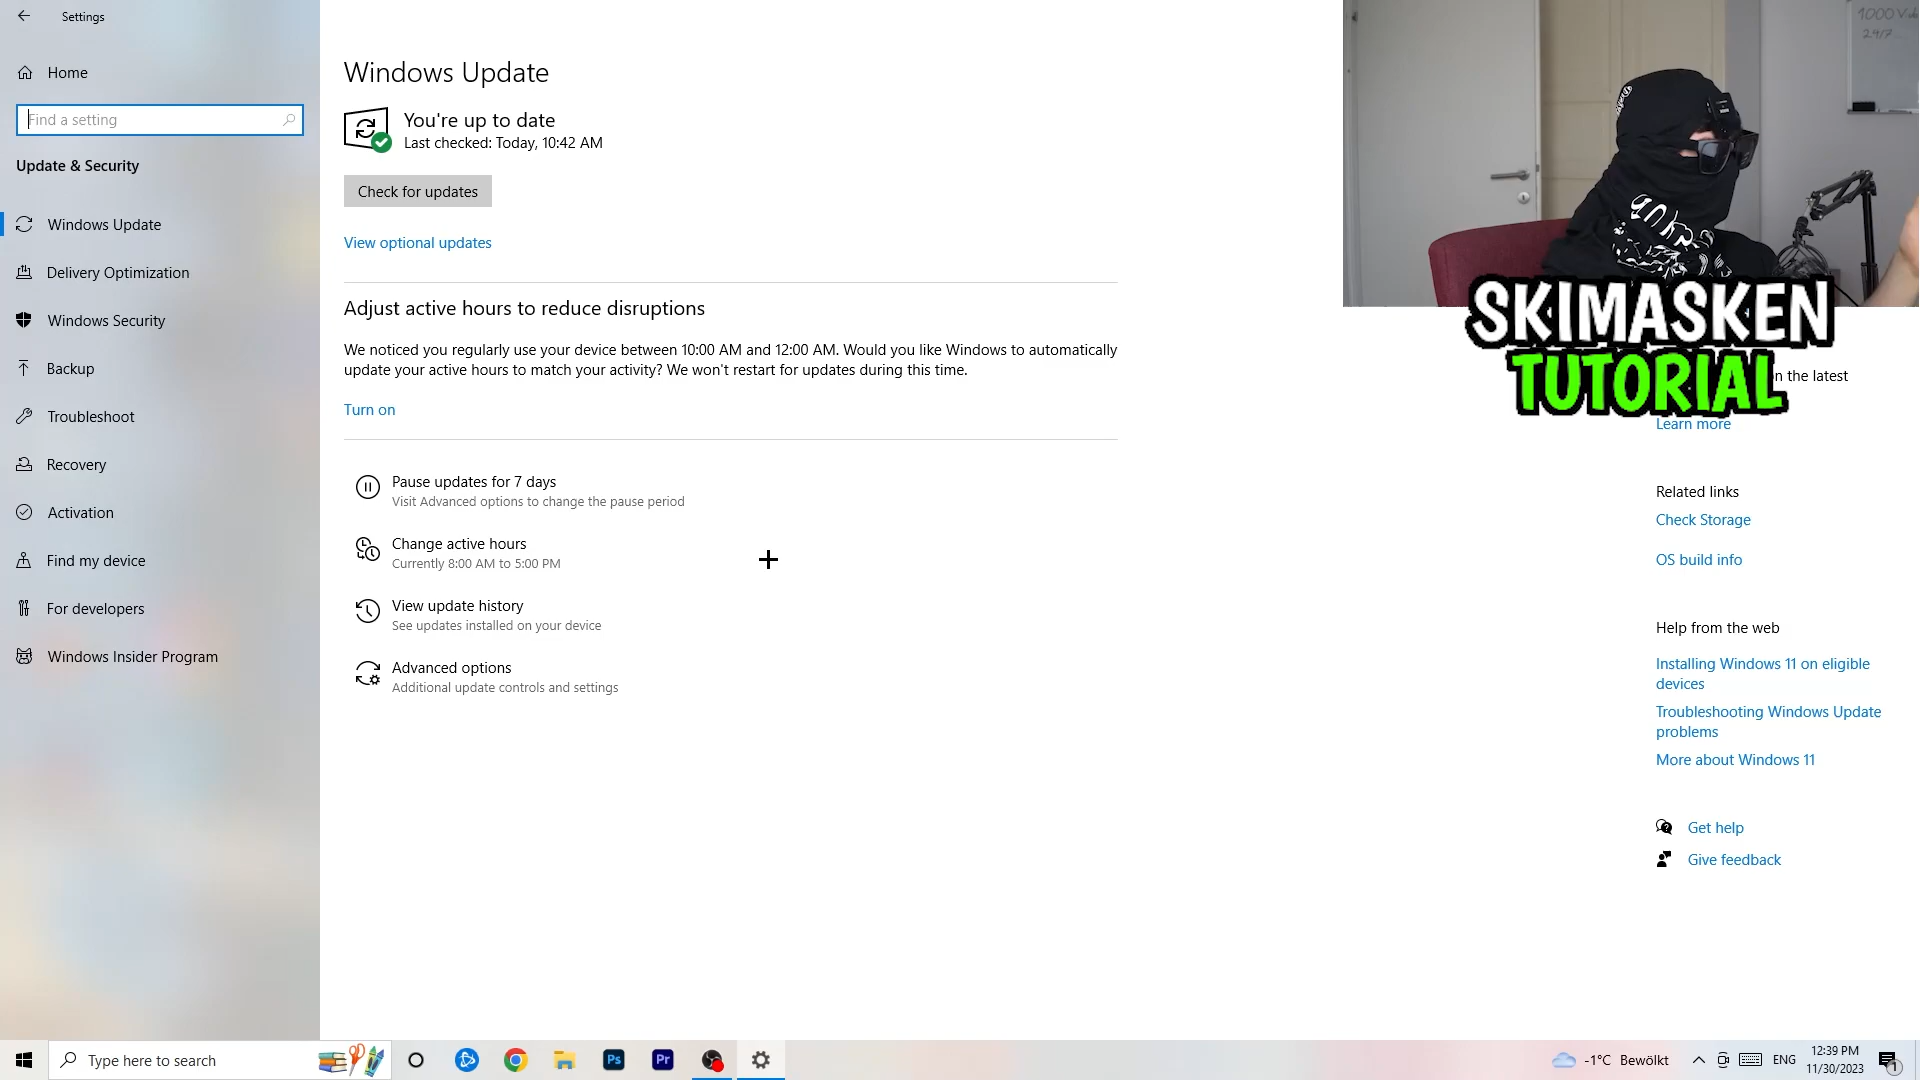 Settings
Home
Find a setting
Update & Security
Windows Update
Delivery Optimization
Windows Security
Backup
Troubleshoot
Recovery
Activation
Find my device
For developers
Windows Insider Program
Windows Update
You're up to date
Last checked: Today, 10:42 AM
Check for updates
View optional updates
Adjust active hours to reduce disruptions
We noticed you regularly use your device between 10:00 AM and 12:00 AM. Would you like Windows to automatically
update your active hours to match your activity? We won't restart for updates during this time.
Turn on
Pause updates for 7 days
Visit Advanced options to change the pause period
Change active hours
Currently 8:00 AM to 5:00 PM
View update history
See updates installed on your device
Advanced options
Additional update controls and settings
1000
24/7
SKIMASKEN
TUTORIAL
on the latest
Learn more
Related links
Check Storage
OS build info
Help from the web
Installing Windows 11 on eligible
devices
Troubleshooting Windows Update
problems
More about Windows 11
Get help
Give feedback
Type here to search
Ps
Pr
-1°C Bewölkt
ENG
12:39 PM
11/30/2023
1